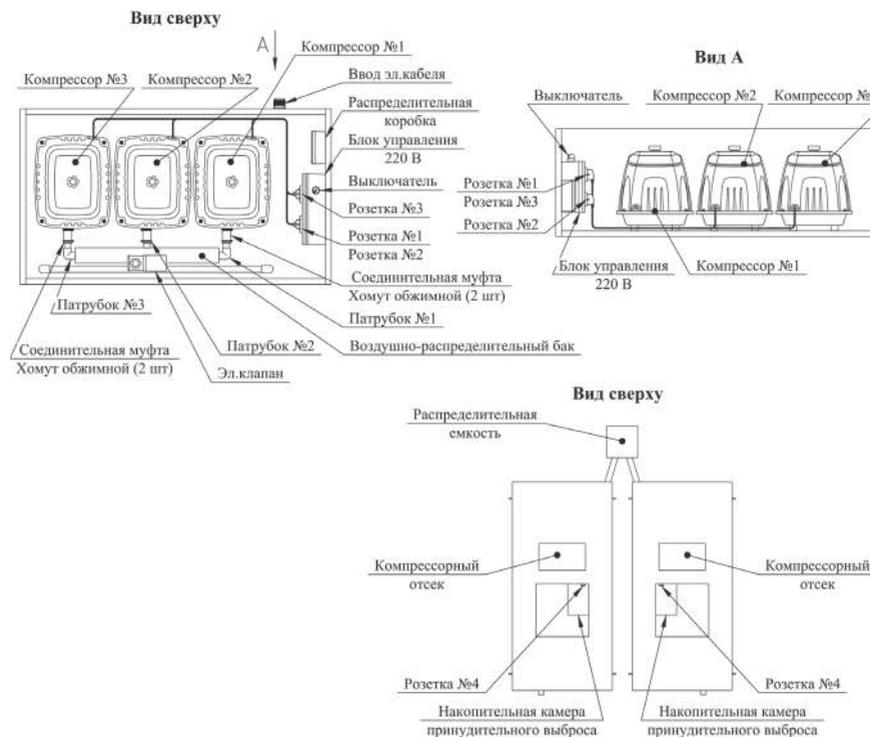 Вид сверху
А
Компрессор №1
Компрессор №3
Компрессор №2
Ввод эл.кабеля
Распределительная
коробка
Блок управления
220 В
Выключатель
Розетка №3
Розетка №1
Розетка №2
Соединительная муфта
Хомут обжимной (2 шт)
Патрубок №3
Патрубок №1
Соединительная муфта
Хомут обжимной (2 шт)
Патрубок №2
Воздушно-распределительный бак
Эл.клапан
Вид А
Выключатель
Компрессор №2
Компрессор №
Розетка №1
Розетка №3
Розетка №2
Блок управления
220 В
Компрессор №1
Вид сверху
Распределительная
емкость
Компрессорный
отсек
Компрессорный
отсек
Розетка №4
Розетка №4
Накопительная камера
принудительного выброса
Накопительная камера
принудительного выброса